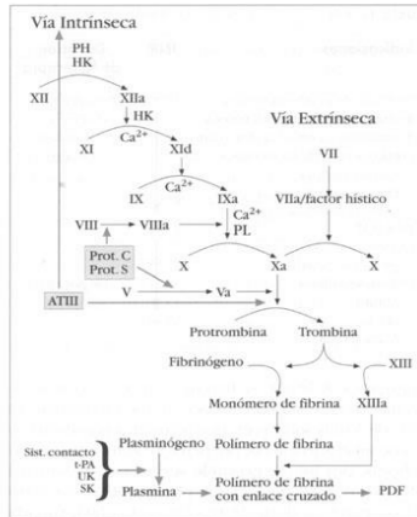 Vía Intrínseca
PH
HK
XII XIIa
HK
XI Ca²⁺ XId
Vía Extrínseca
VII
IX Ca²⁺ IXa
VIIa/factor hístico
VIII VIIIa
Ca²⁺
PL
Prot. C
Prot. S
X Xa X
ATIII
V Va
Protrombina Trombina
Fibrinógeno XIII
Monómero de fibrina XIIIa
Sist. contacto
t-PA
UK
SK
Plasminógeno Polímero de fibrina
Plasmina
Polímero de fibrina
con enlace cruzado
PDF